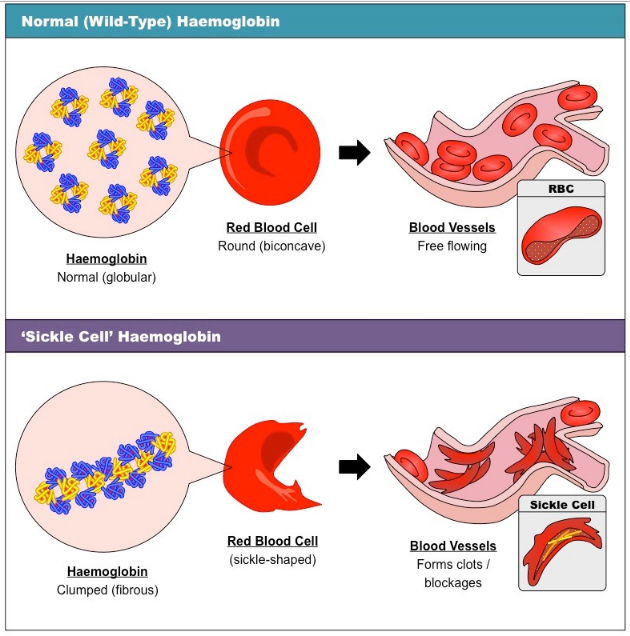 Normal (Wild-Type) Haemoglobin
RBC
Haemoglobin
Normal (globular)
Red Blood Cell
Round (biconcave)
Blood Vessels
Free flowing
‘Sickle Cell’ Haemoglobin
Sickle Cell
Haemoglobin
Clumped (fibrous)
Red Blood Cell
(sickle-shaped)
Blood Vessels
Forms clots /
blockages